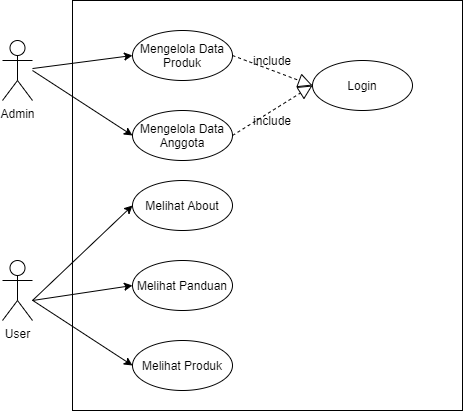 Mengelola Data
Produk
include
Login
Admin
Mengelola Data
Anggota
include
Melihat About
Melihat Panduan
User
Melihat Produk